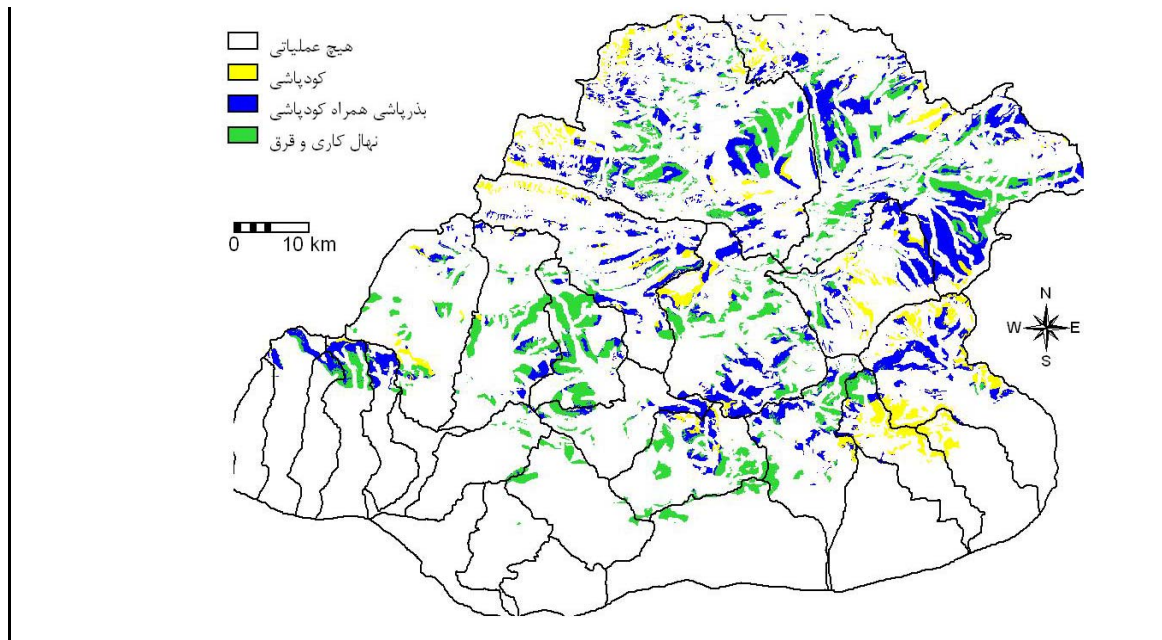 هیچ عملیاتی
کودپاشی
بذرپاشی همراه کودپاشی
نهال کاری و قرق
0 10 km
N
W E
S